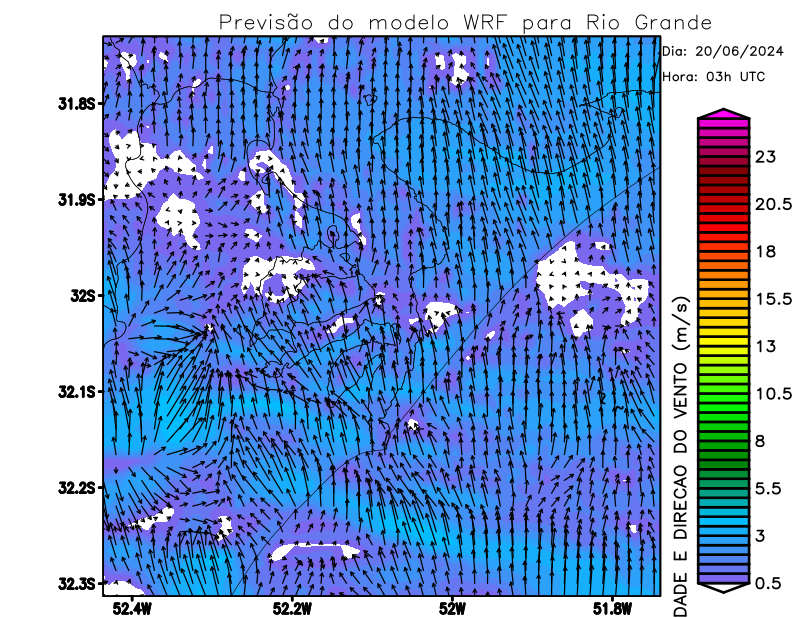 Previsão do modelo WRF para Rio Grande
Dia: 20/06/2024
Hora: 03h UTC
31.8S
31.9S
32S
32.1S
32.2S
32.3S
52.4W
52.2W
52W
51.8W
23
20.5
18
15.5
13
10.5
8
5.5
3
0.5
DADE E DIRECAO DO VENTO (m/s)